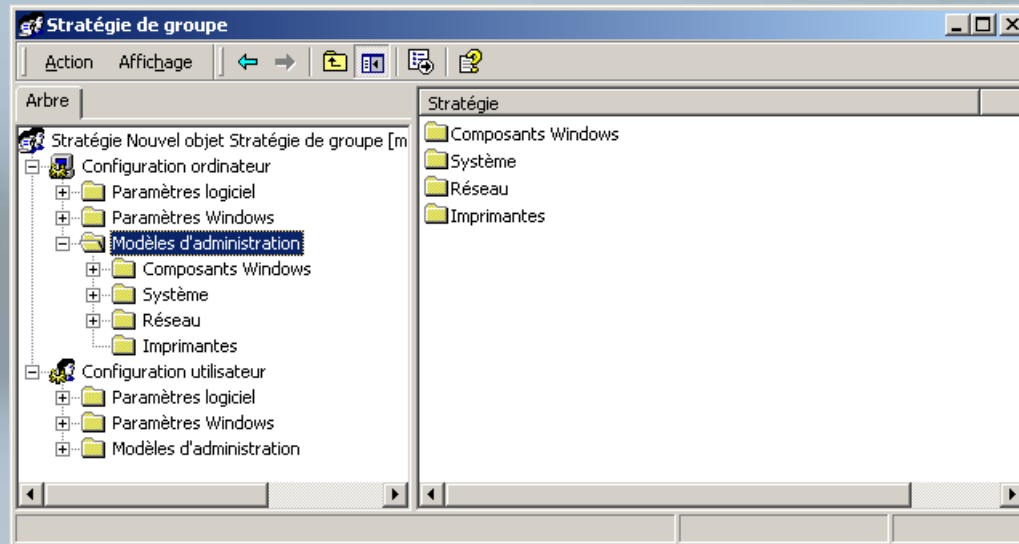 Stratégie de groupe
Action Affichage
Arbre
Stratégie Nouvel objet Stratégie de groupe [m
Configuration ordinateur
Paramètres logiciel
Paramètres Windows
Modèles d'administration
Composants Windows
Système
Réseau
Imprimantes
Configuration utilisateur
Paramètres logiciel
Paramètres Windows
Modèles d'administration
Stratégie
Composants Windows
Système
Réseau
Imprimantes